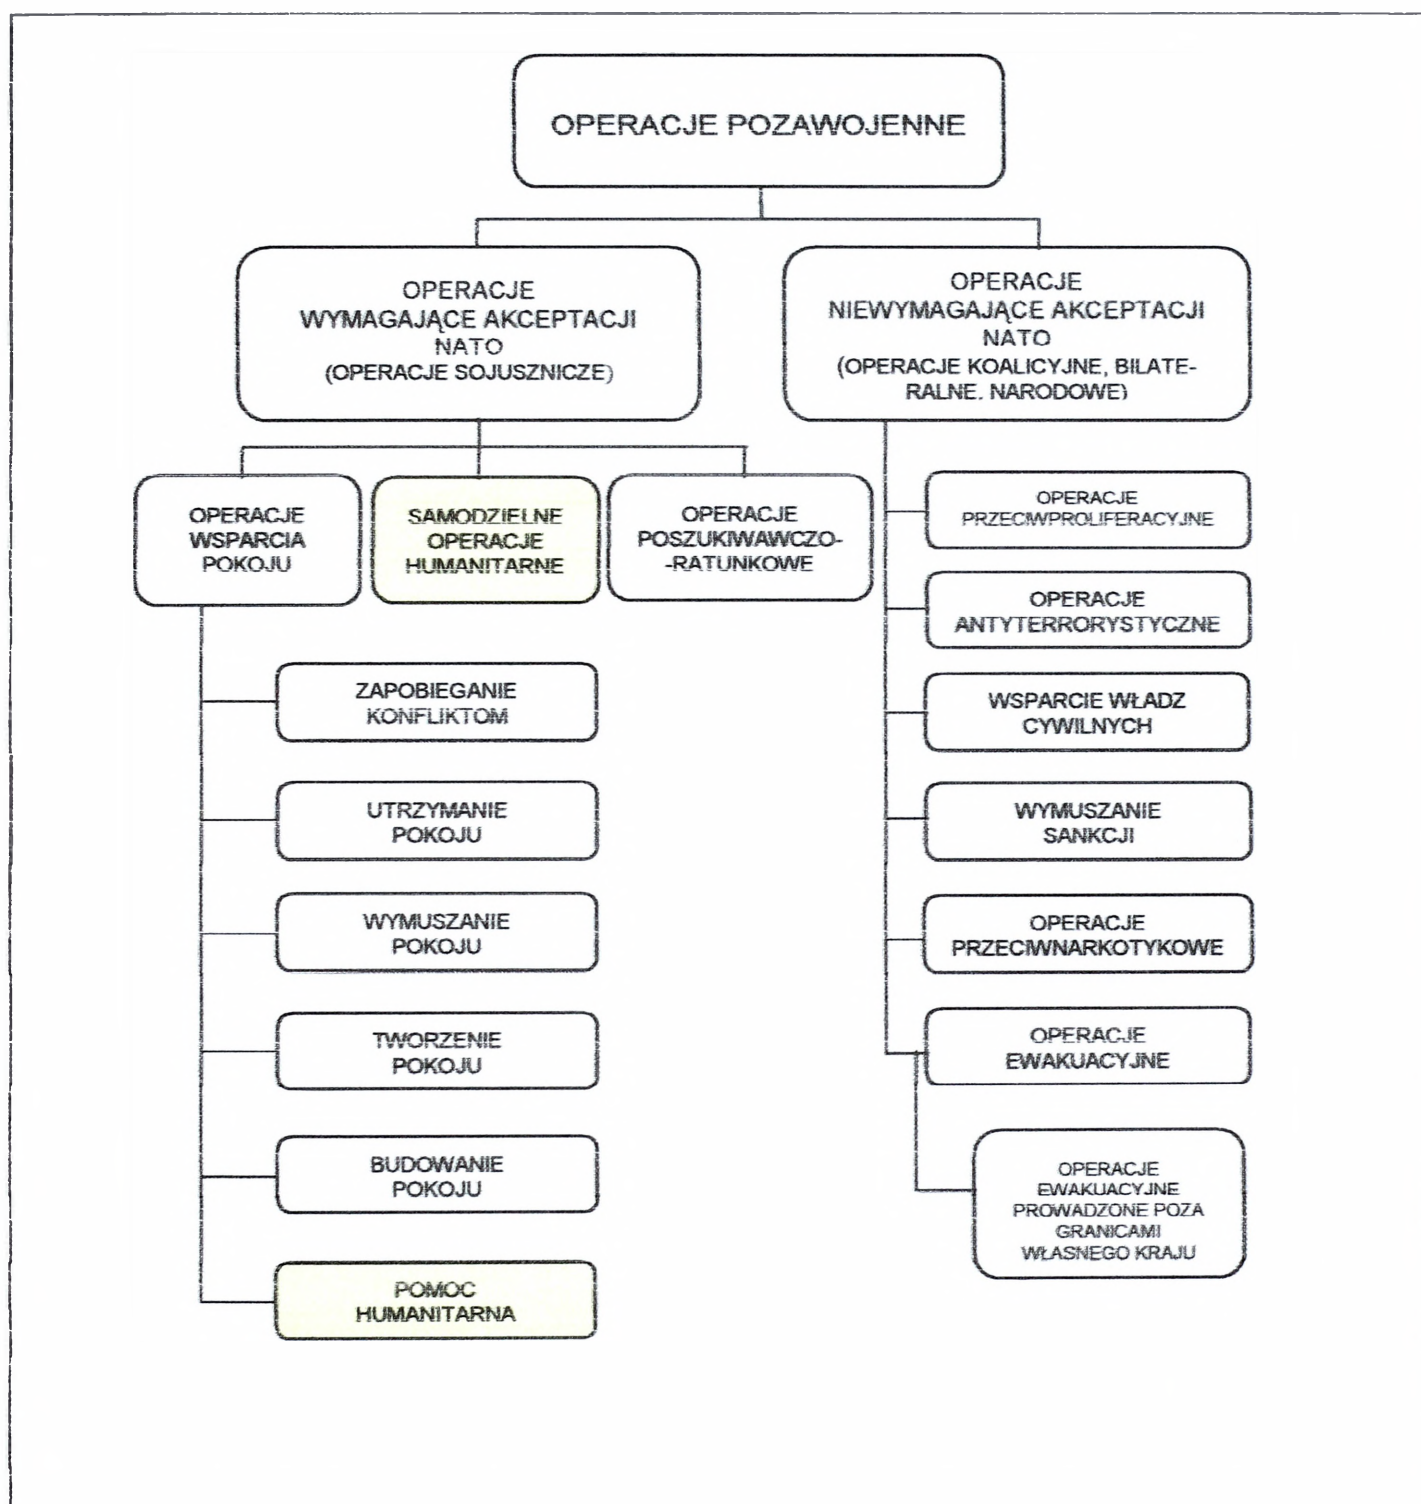 OPERACJE POZAWOJENNE
OPERACJE
WYMAGAJĄCE AKCEPTACJI
NATO
(OPERACJE SOJUSZNICZE)
OPERACJE
NIEWYMAGAJĄCE AKCEPTACJI
NATO
(OPERACJE KOALICYJNE, BILATE-
RALNE, NARODOWE)
OPERACJE
WSPARCIA
POKOJU
SAMODZIELNE
OPERACJE
HUMANITARNE
OPERACJE
POSZUKIWAWCZO-
-RATUNKOWE
ZAPOBIEGANIE
KONFLIKTOM
UTRZYMANIE
POKOJU
WYMUSZANIE
POKOJU
TWORZENIE
POKOJU
BUDOWANIE
POKOJU
POMOC
HUMANITARNA
OPERACJE
PRZECIWPROLIFERACYJNE
OPERACJE
ANTYTERRORYSTYCZNE
WSPARCIE WŁADZ
CYWILNYCH
WYMUSZANIE
SANKCJI
OPERACJE
PRZECIWNARKOTYKOWE
OPERACJE
EWAKUACYJNE
OPERACJE
EWAKUACYJNE
PROWADZONE POZA
GRANICAMI
WŁASNEGO KRAJU